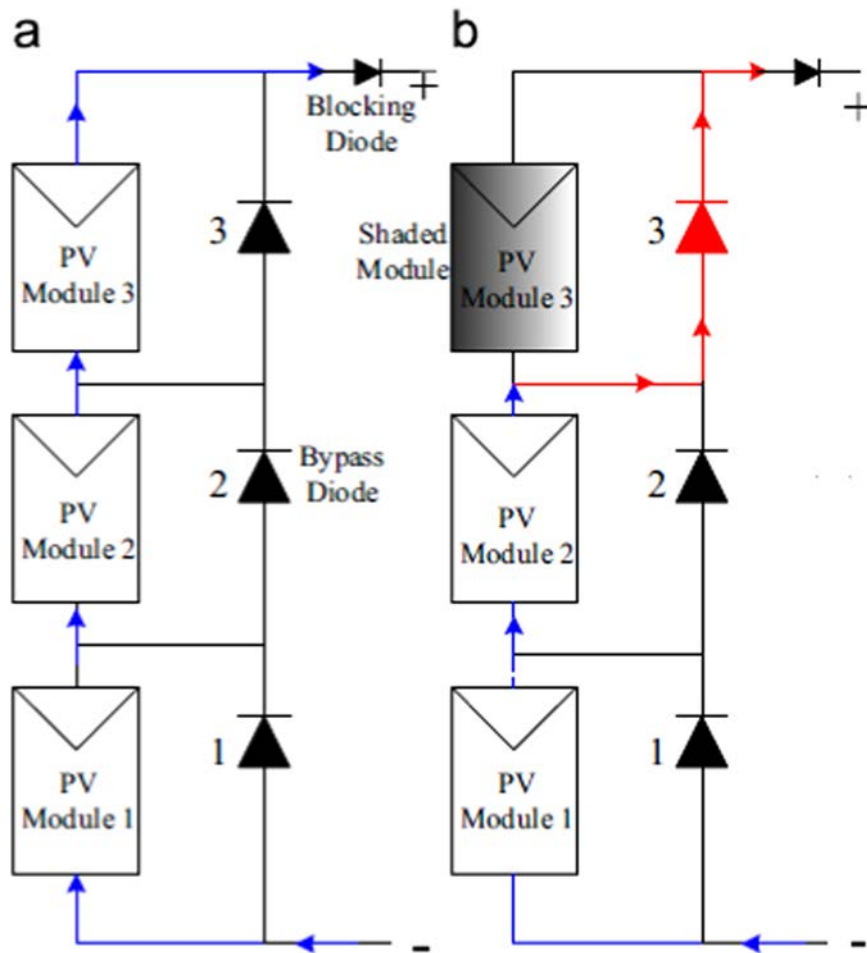 a
+
Blocking
Diode
PV
Module 3
3
PV
Module 2
2
Bypass
Diode
PV
Module 1
1
-
b
+
Shaded
Module
PV
Module 3
3
PV
Module 2
2
PV
Module 1
1
-